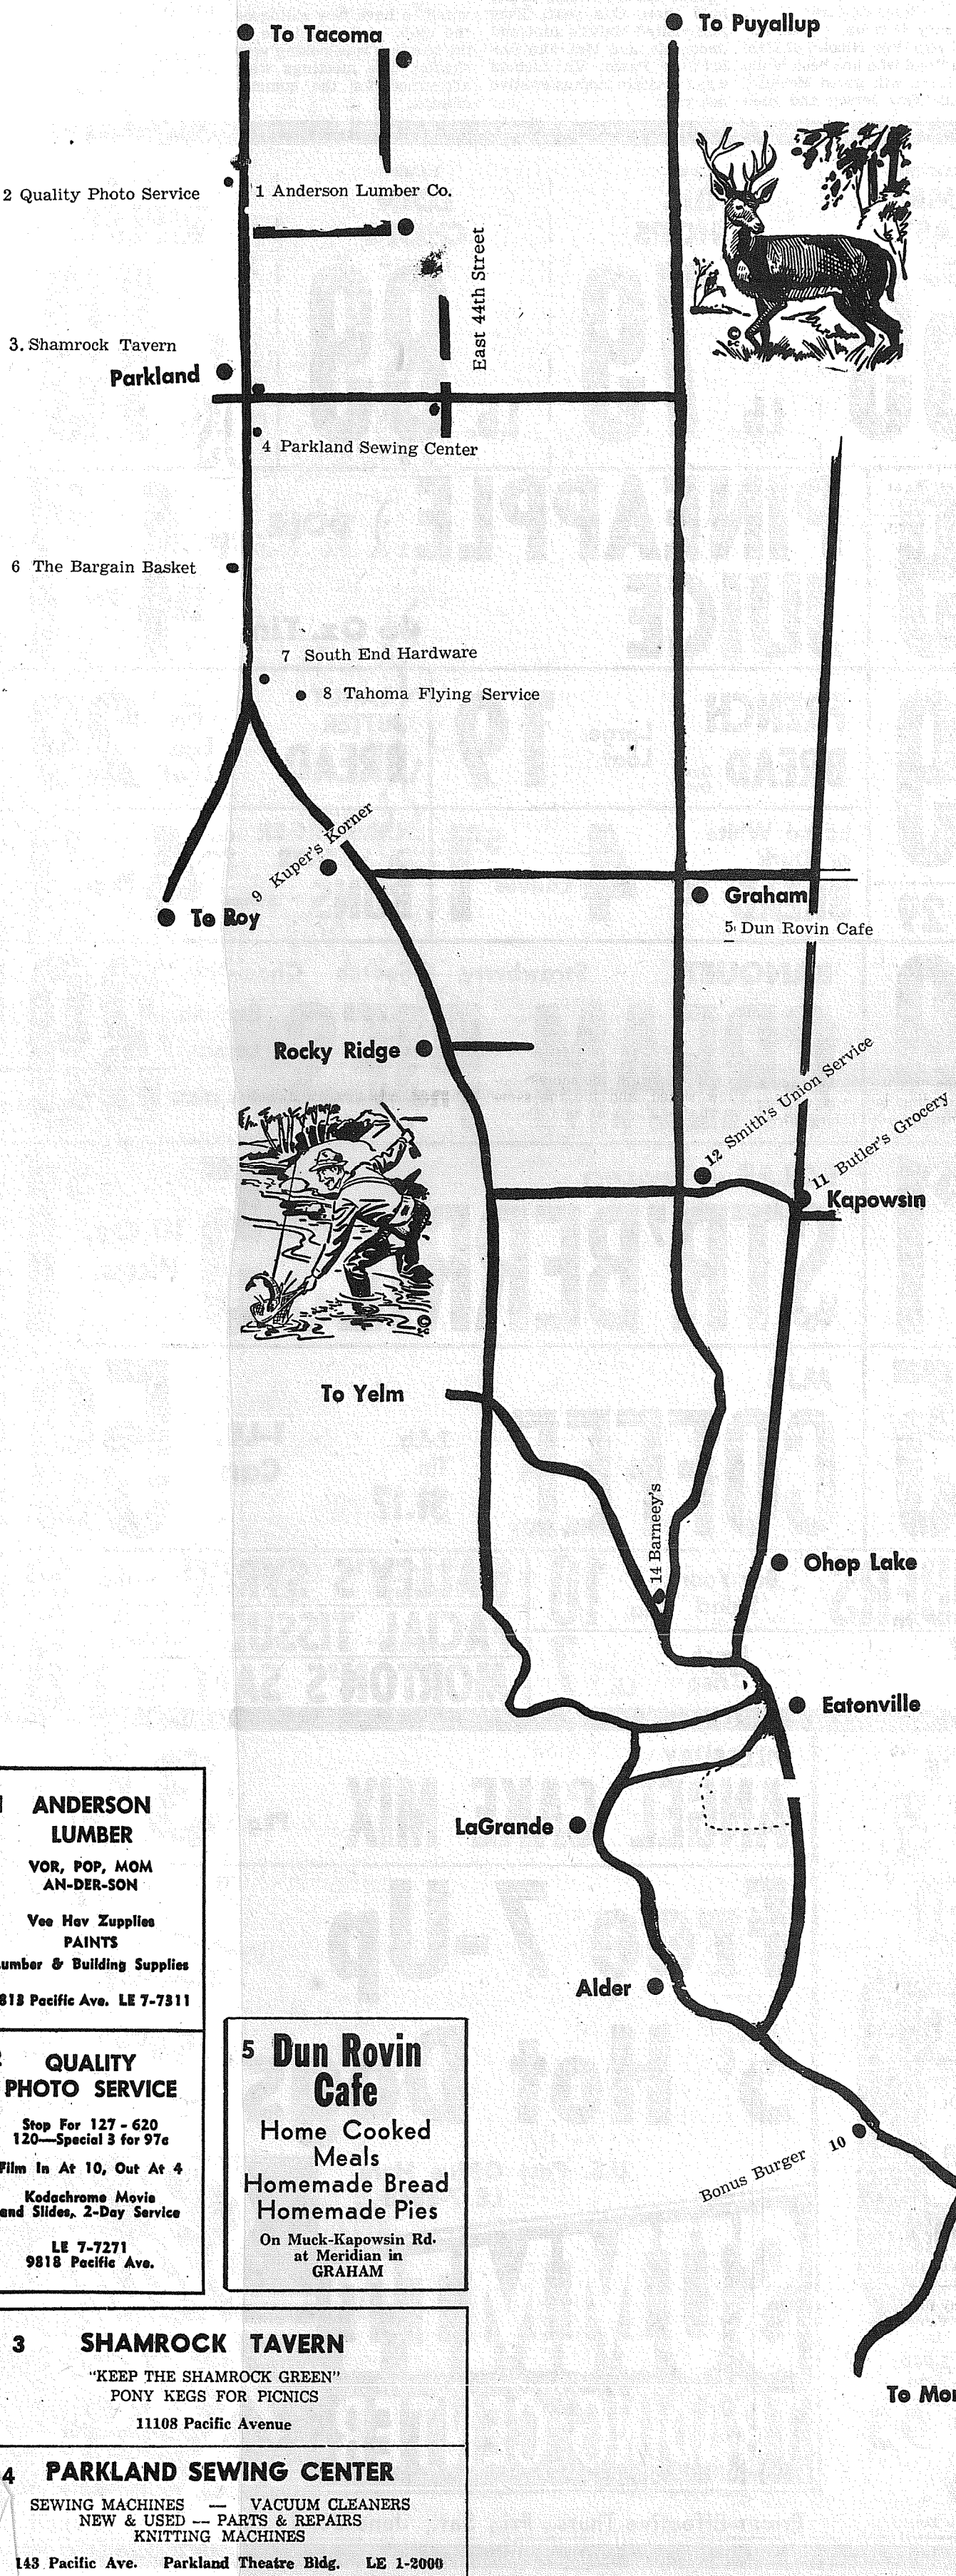 To Tacoma
To Puyallup
2 Quality Photo Service
1 Anderson Lumber Co.
East 44th Street
3. Shamrock Tavern
Parkland
4 Parkland Sewing Center
6 The Bargain Basket
7 South End Hardware
8 Tahoma Flying Service
9 Kuper's Korner
To Roy
Graham
5 Dun Rovin Cafe
Rocky Ridge
12 Smith's Union Service
11 Butler's Grocery
Kapowsin
To Yelm
14 Barneey's
Ohop Lake
Eatonville
LaGrande
Alder
Bonus Burger 10
To Mor
ANDERSON
LUMBER
VOR, POP, MOM
AN-DER-SON
Vee Hav Zupplies
PAINTS
umber & Building Supplies
813 Pacific Ave. LE 7-7311
QUALITY
PHOTO SERVICE
Stop For 127 - 620
120—Special 3 for 97c
Film In At 10, Out At 4
Kodachrome Movie
and Slides, 2-Day Service
LE 7-7271
9818 Pacific Ave.
5 Dun Rovin
Cafe
Home Cooked
Meals
Homemade Bread
Homemade Pies
On Muck-Kapowsin Rd.
at Meridian in
GRAHAM
3 SHAMROCK TAVERN
"KEEP THE SHAMROCK GREEN"
PONY KEGS FOR PICNICS
11108 Pacific Avenue
4 PARKLAND SEWING CENTER
SEWING MACHINES — VACUUM CLEANERS
NEW & USED — PARTS & REPAIRS
KNITTING MACHINES
143 Pacific Ave. Parkland Theatre Bldg. LE 1-2000